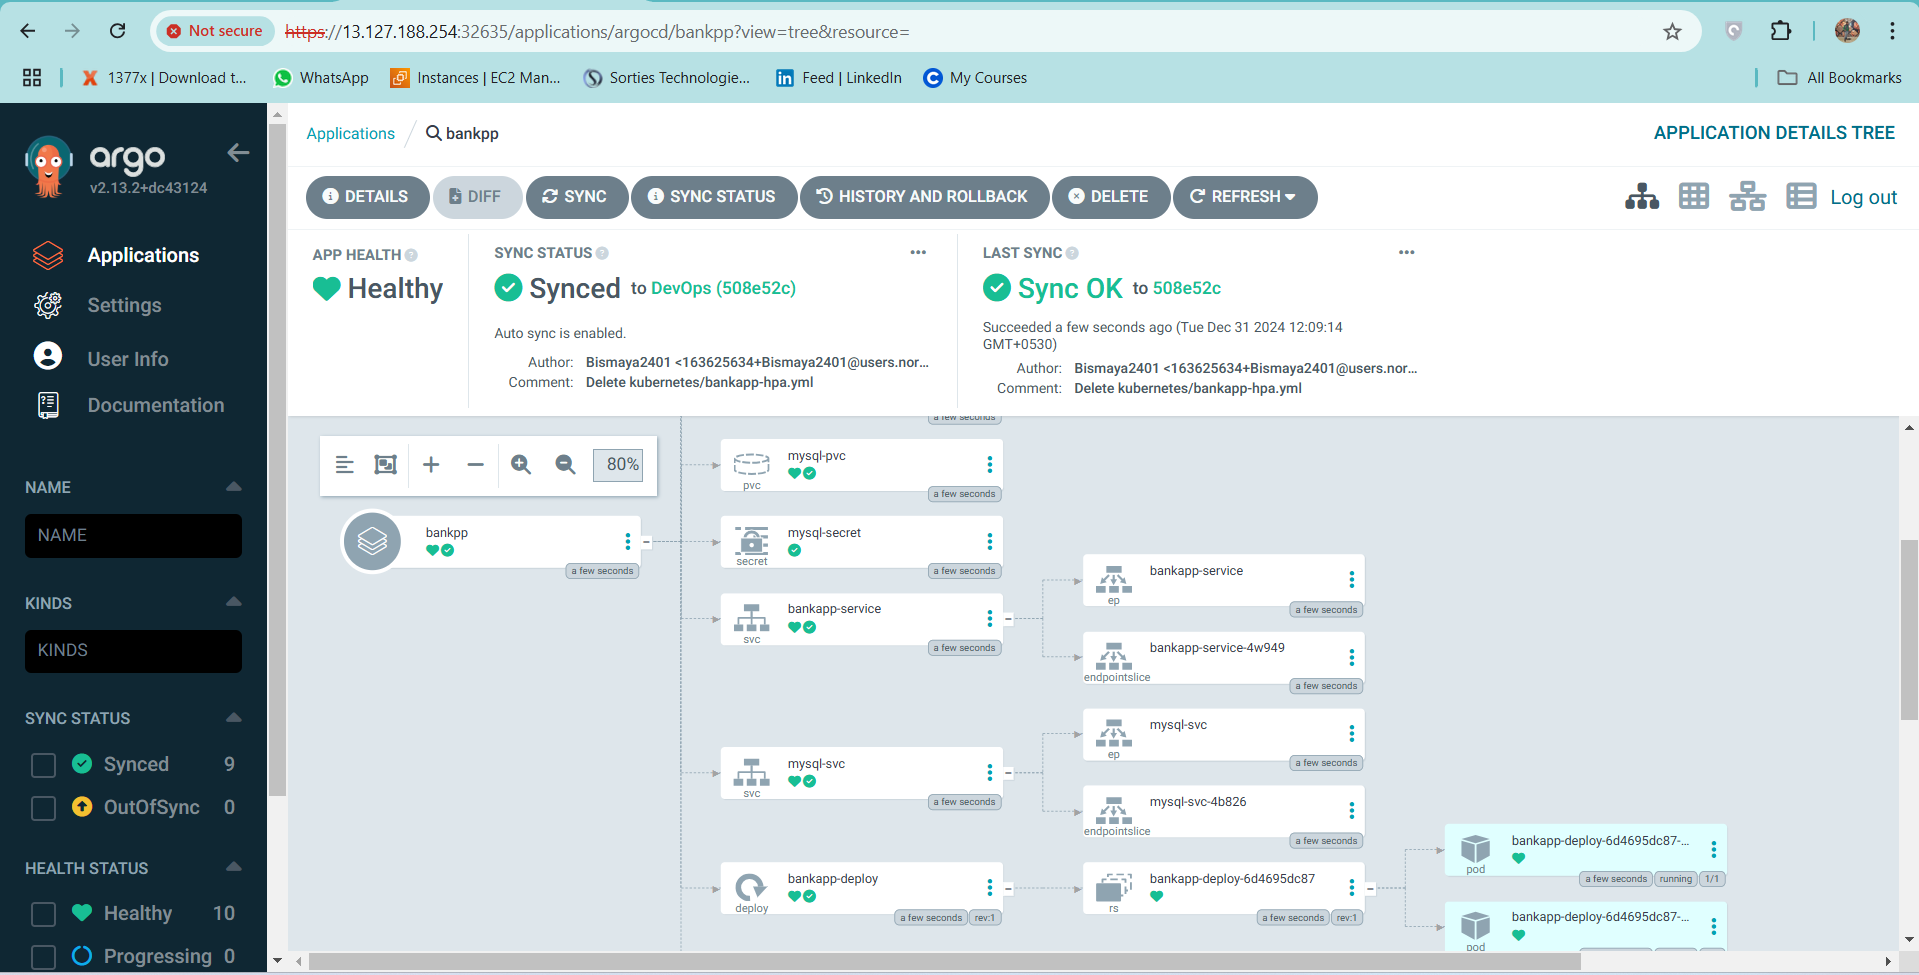 Not secure https://13.127.188.254:32635/applications/argocd/bankpp?view=tree&resource=
1377x | Download t... WhatsApp Instances | EC2 Man... Sorties Technologie... Feed | LinkedIn My Courses All Bookmarks
argo
v2.13.2+dc43124
Applications
Settings
User Info
Documentation
NAME
NAME
KINDS
KINDS
SYNC STATUS
Synced 9
OutOfSync 0
HEALTH STATUS
Healthy 10
Progressing 0
Applications / bankpp
APPLICATION DETAILS TREE
DETAILS DIFF SYNC SYNC STATUS HISTORY AND ROLLBACK DELETE REFRESH
Log out
APP HEALTH
Healthy
SYNC STATUS
Synced to DevOps (508e52c)
Auto sync is enabled.
Author: Bismaya2401 <163625634+Bismaya2401@users.nor...
Comment: Delete kubernetes/bankapp-hpa.yml
LAST SYNC
Sync OK to 508e52c
Succeeded a few seconds ago (Tue Dec 31 2024 12:09:14
GMT+0530)
Author: Bismaya2401 <163625634+Bismaya2401@users.nor...
Comment: Delete kubernetes/bankapp-hpa.yml
80%
a few seconds
bankpp
a few seconds
mysql-pvc
pvc
a few seconds
mysql-secret
secret
a few seconds
bankapp-service
svc
a few seconds
bankapp-service
ep
a few seconds
bankapp-service-4w949
endpointslice
a few seconds
mysql-svc
svc
a few seconds
mysql-svc
ep
a few seconds
mysql-svc-4b826
endpointslice
a few seconds
bankapp-deploy
deploy
a few seconds rev:1
bankapp-deploy-6d4695dc87
rs
a few seconds rev:1
bankapp-deploy-6d4695dc87-...
pod
a few seconds running 1/1
bankapp-deploy-6d4695dc87-...
pod